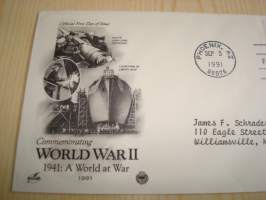 Official First Day of Issue
Commemorating
WORLD WAR II
1941: A World at War
1991
PHOENIX, AZ
SEP 3
1991
James F. Schrader
110 Eagle Street
Williamsville, N